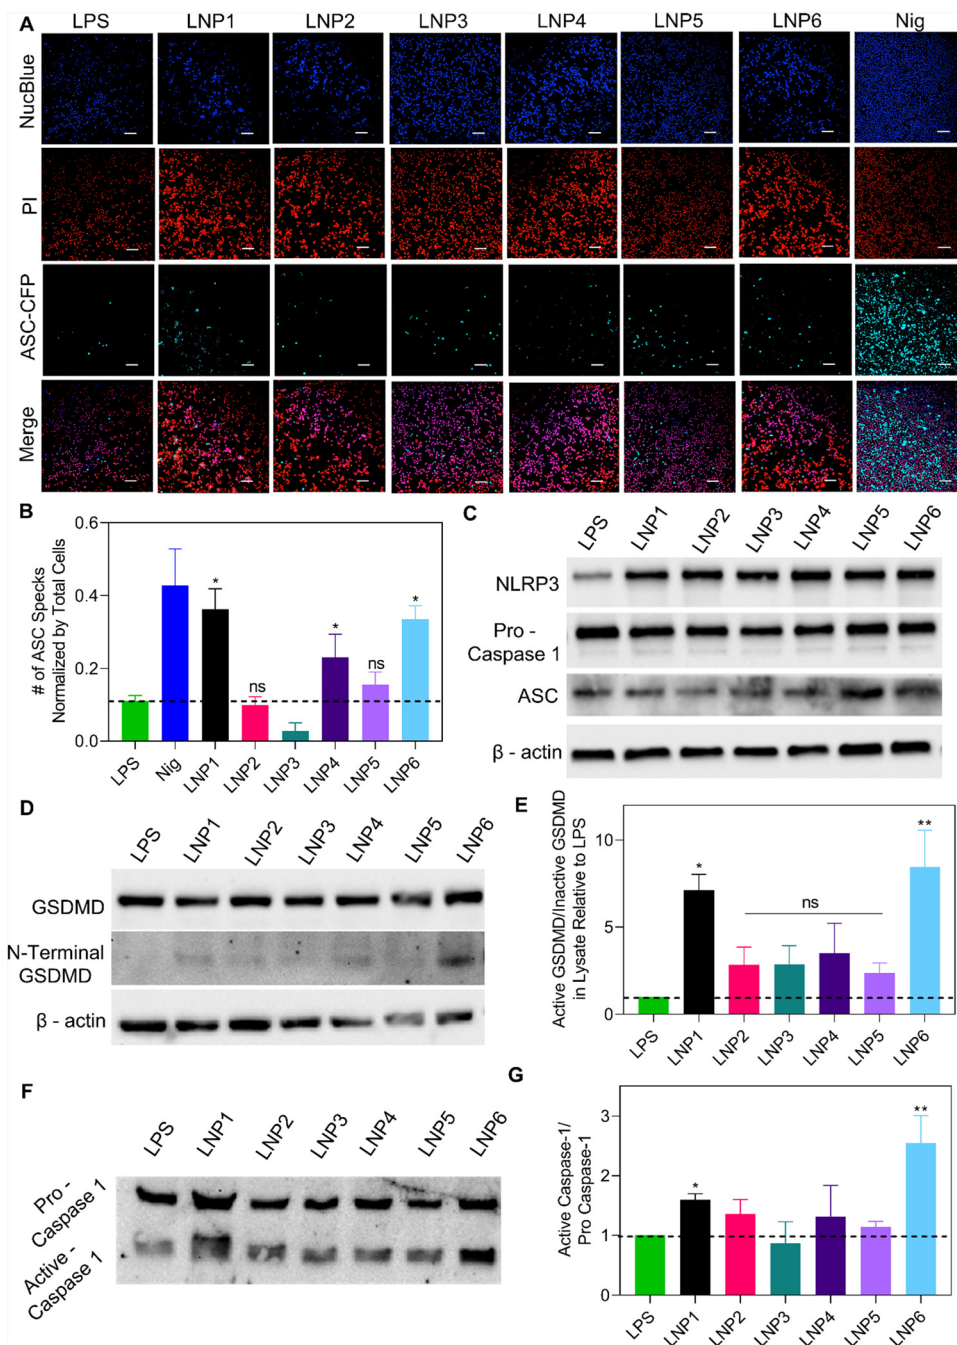 A
LPS LNP1 LNP2 LNP3 LNP4 LNP5 LNP6 Nig
NucBlue
PI
ASC-CFP
Merge
B
# of ASC Specks
Normalized by Total Cells
0.6
0.4
0.2
0.0
* ns * ns *
LPS Nig LNP1 LNP2 LNP3 LNP4 LNP5 LNP6
C
LPS LNP1 LNP2 LNP3 LNP4 LNP5 LNP6
NLRP3
Pro -
Caspase 1
ASC
β - actin
D
LPS LNP1 LNP2 LNP3 LNP4 LNP5 LNP6
GSDMD
N-Terminal
GSDMD
β - actin
E
Active GSDMD/Inactive GSDMD
in Lysate Relative to LPS
10
5
0
* ns **
LPS LNP1 LNP2 LNP3 LNP4 LNP5 LNP6
F
LPS LNP1 LNP2 LNP3 LNP4 LNP5 LNP6
Pro -
Caspase 1
Active -
Caspase 1
G
Active Caspase-1/
Pro Caspase-1
3
2
1
0
* **
LPS LNP1 LNP2 LNP3 LNP4 LNP5 LNP6